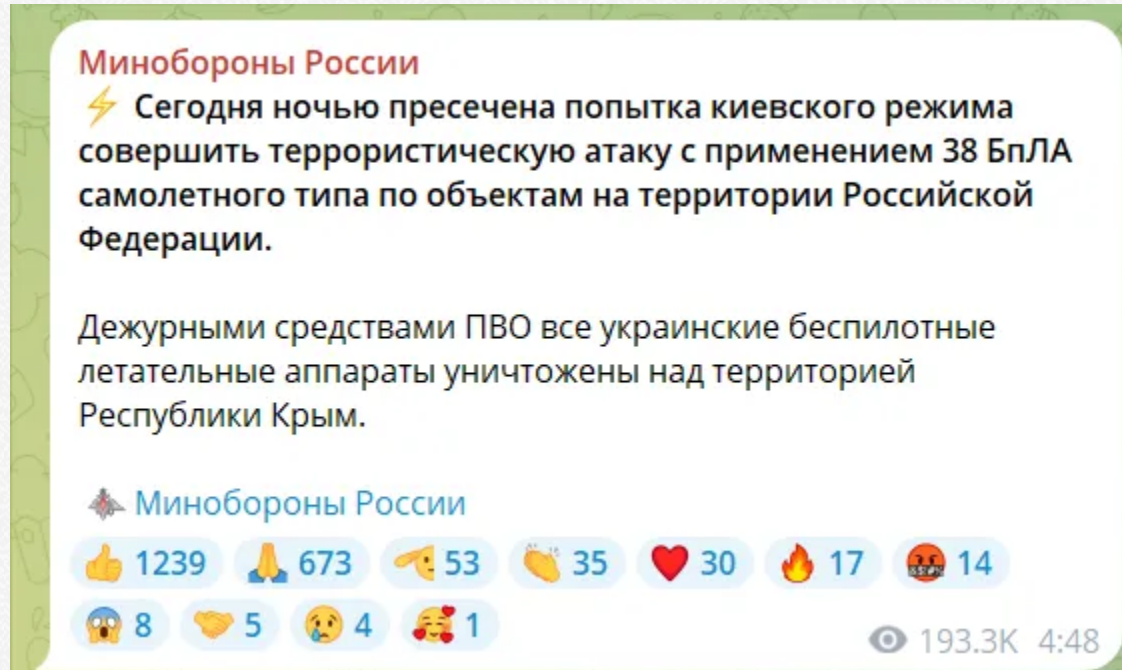 Минобороны России
⚡ Сегодня ночью пресечена попытка киевского режима
совершить террористическую атаку с применением 38 БпЛА
самолетного типа по объектам на территории Российской
Федерации.
Дежурными средствами ПВО все украинские беспилотные
летательные аппараты уничтожены над территорией
Республики Крым.
Минобороны России
👍 1239 🙏 673 🫡 53 👏 35 ❤ 30 🔥 17 🤬 14
😱 8 🤝 5 😢 4 🥰 1
193.3K 4:48